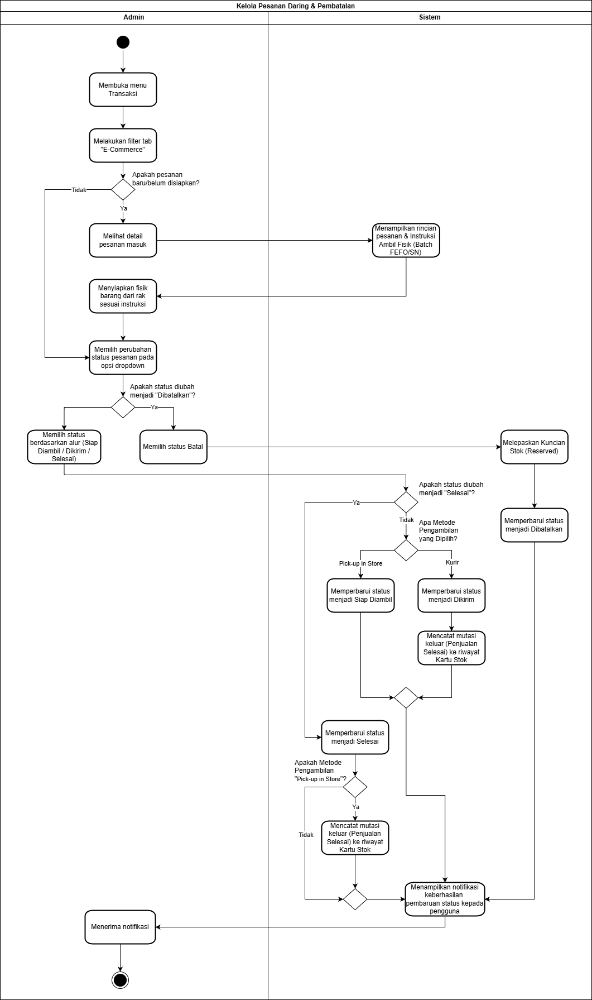 Kelola Pesanan Daring & Pembatalan
Admin
Sistem
Membuka menu
Transaksi
Melakukan filter tab
"E-Commerce"
Apakah pesanan
baru/belum disiapkan?
Tidak
Ya
Melihat detail
pesanan masuk
Menampilkan rincian
pesanan & Instruksi
Ambil Fisik (Batch
FEFO/SN)
Menyiapkan fisik
barang dari rak
sesuai instruksi
Memilih perubahan
status pesanan pada
opsi dropdown
Apakah status diubah
menjadi "Dibatalkan"?
Ya
Memilih status
berdasarkan alur (Siap
Diambil / Dikirim /
Selesai)
Memilih status Batal
Melepaskan Kuncian
Stok (Reserved)
Apakah status diubah
menjadi "Selesai"?
Ya
Tidak
Apa Metode
Pengambilan
yang Dipilih?
Memperbarui status
menjadi Dibatalkan
Pick-up in Store
Kurir
Memperbarui status
menjadi Siap Diambil
Memperbarui status
menjadi Dikirim
Mencatat mutasi
keluar (Penjualan
Selesai) ke riwayat
Kartu Stok
Memperbarui status
menjadi Selesai
Apakah Metode
Pengambilan
"Pick-up in Store"?
Ya
Tidak
Mencatat mutasi
keluar (Penjualan
Selesai) ke riwayat
Kartu Stok
Menampilkan notifikasi
keberhasilan
pembaruan status kepada
pengguna
Menerima notifikasi